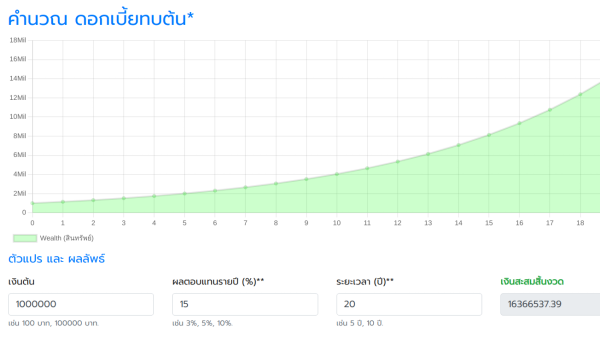 คำนวณ ดอกเบี้ยทบต้น*
18Mil
16Mil
14Mil
12Mil
10Mil
8Mil
6Mil
4Mil
2Mil
0
0 1 2 3 4 5 6 7 8 9 10 11 12 13 14 15 16 17 18
Wealth (สินทรัพย์)
ตัวแปร และ ผลลัพธ์
เงินต้น ผลตอบแทนรายปี (%)** ระยะเวลา (ปี)** เงินสะสมสิ้นงวด
1000000 15 20 16366537.39
เช่น 100 บาท, 100000 บาท. เช่น 3%, 5%, 10%. เช่น 5 ปี, 10 ปี.